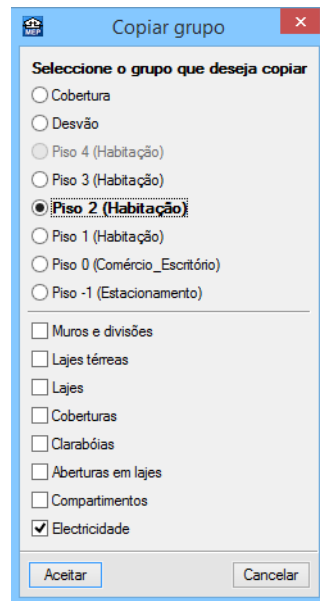 MEP
Copiar grupo
×
Seleccione o grupo que deseja copiar
Cobertura
Desvão
Piso 4 (Habitação)
Piso 3 (Habitação)
Piso 2 (Habitação)
Piso 1 (Habitação)
Piso 0 (Comércio_Escritório)
Piso -1 (Estacionamento)
Muros e divisões
Lajes térreas
Lajes
Coberturas
Clarabóias
Aberturas em lajes
Compartimentos
Electricidade
Aceitar Cancelar